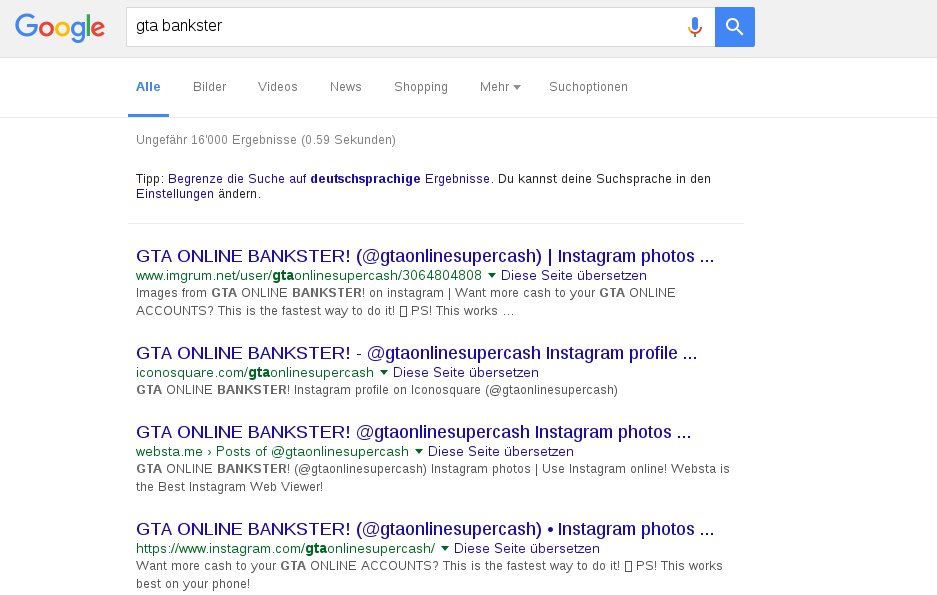 Google
gta bankster
Alle Bilder Videos News Shopping Mehr Suchoptionen
Ungefähr 16'000 Ergebnisse (0.59 Sekunden)
Tipp: Begrenze die Suche auf deutschsprachige Ergebnisse. Du kannst deine Suchsprache in den
Einstellungen ändern.
GTA ONLINE BANKSTER! (@gtaonlinesupercash) | Instagram photos ...
www.imgrum.net/user/gtaonlinesupercash/3064804808 Diese Seite übersetzen
Images from GTA ONLINE BANKSTER! on instagram | Want more cash to your GTA ONLINE
ACCOUNTS? This is the fastest way to do it! PS! This works ...
GTA ONLINE BANKSTER! - @gtaonlinesupercash Instagram profile ...
iconosquare.com/gtaonlinesupercash Diese Seite übersetzen
GTA ONLINE BANKSTER! Instagram profile on Iconosquare (@gtaonlinesupercash)
GTA ONLINE BANKSTER! @gtaonlinesupercash Instagram photos ...
websta.me › Posts of @gtaonlinesupercash Diese Seite übersetzen
GTA ONLINE BANKSTER! (@gtaonlinesupercash) Instagram photos | Use Instagram online! Websta is
the Best Instagram Web Viewer!
GTA ONLINE BANKSTER! (@gtaonlinesupercash) • Instagram photos ...
https://www.instagram.com/gtaonlinesupercash/ Diese Seite übersetzen
Want more cash to your GTA ONLINE ACCOUNTS? This is the fastest way to do it! PS! This works
best on your phone!